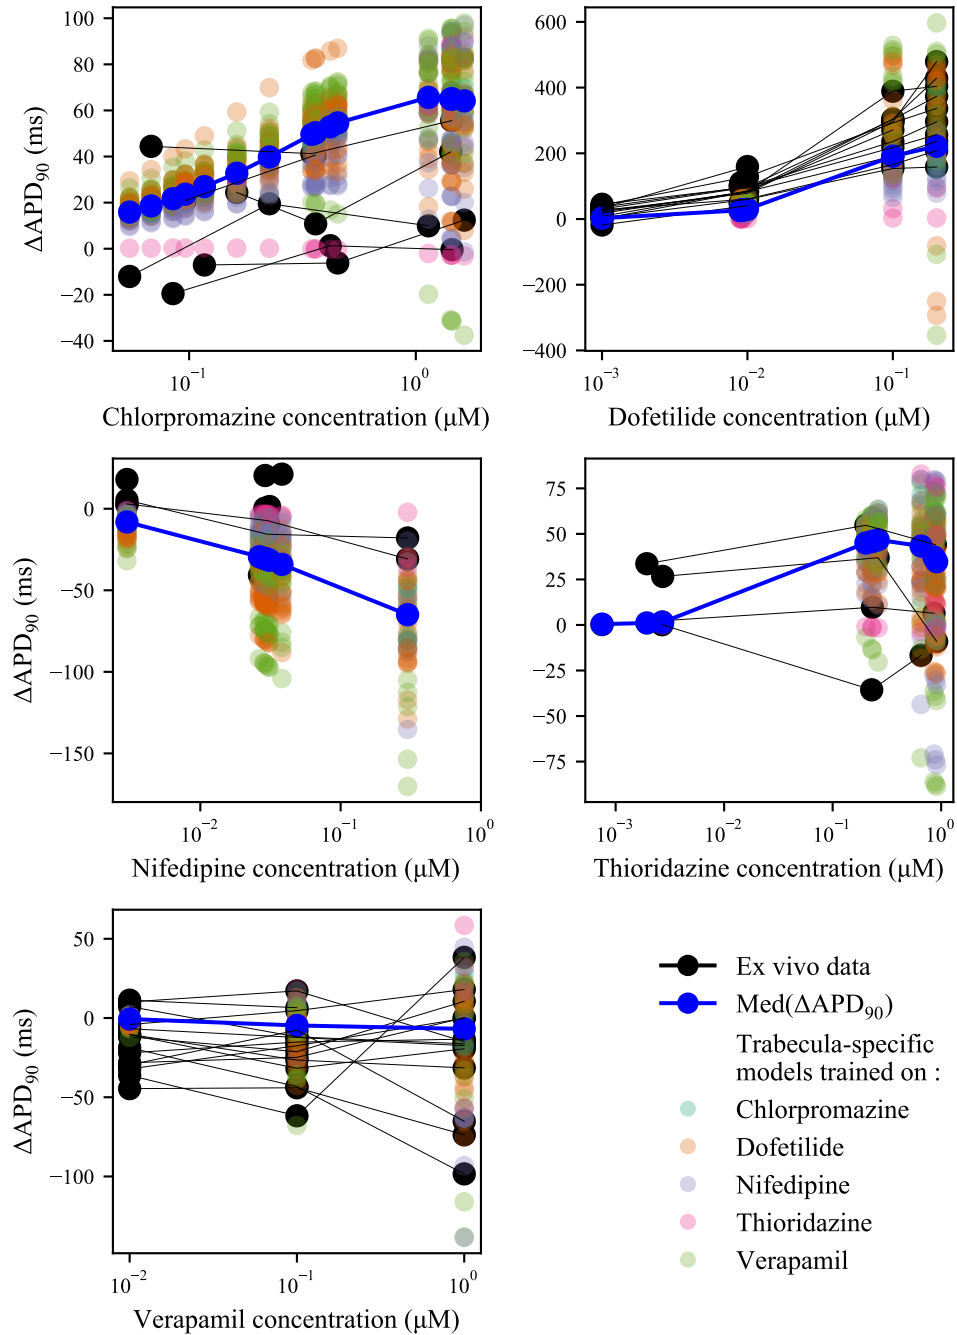 100
80
60
40
20
0
−20
−40
ΔAPD₉₀ (ms)
10⁻¹
10⁰
Chlorpromazine concentration (μM)
600
400
200
0
−200
−400
10⁻³
10⁻²
10⁻¹
Dofetilide concentration (μM)
0
−50
−100
−150
ΔAPD₉₀ (ms)
10⁻²
10⁻¹
10⁰
Nifedipine concentration (μM)
75
50
25
0
−25
−50
−75
10⁻³
10⁻²
10⁻¹
10⁰
Thioridazine concentration (μM)
50
0
−50
−100
ΔAPD₉₀ (ms)
10⁻²
10⁻¹
10⁰
Verapamil concentration (μM)
Ex vivo data
Med(ΔAPD₉₀)
Trabecula-specific
models trained on :
Chlorpromazine
Dofetilide
Nifedipine
Thioridazine
Verapamil